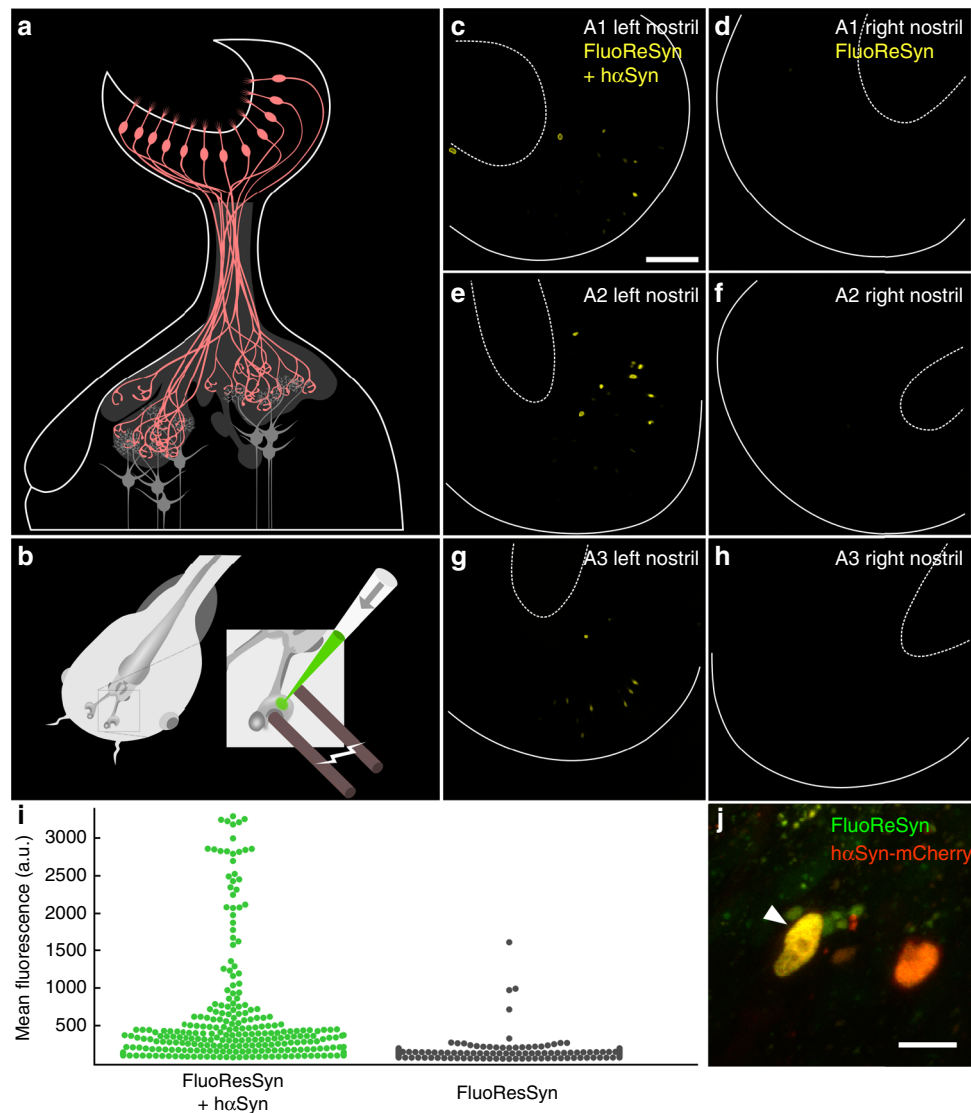 a
b
c
A1 left nostril
FluoReSyn
+ hαSyn
d
A1 right nostril
FluoReSyn
e
A2 left nostril
f
A2 right nostril
g
A3 left nostril
h
A3 right nostril
i
Mean fluorescence (a.u.)
3000
2500
2000
1500
1000
500
FluoResSyn
+ hαSyn
FluoResSyn
j
FluoReSyn
hαSyn-mCherry